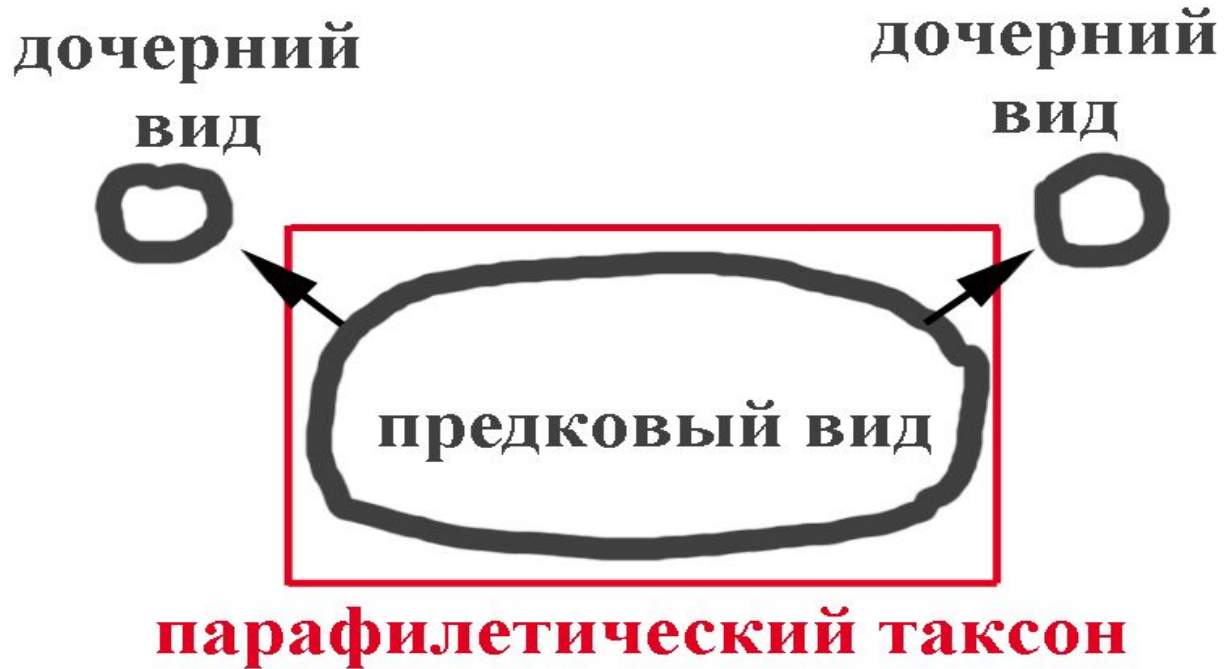 дочерний
вид
дочерний
вид
предковый вид
парафилетический таксон